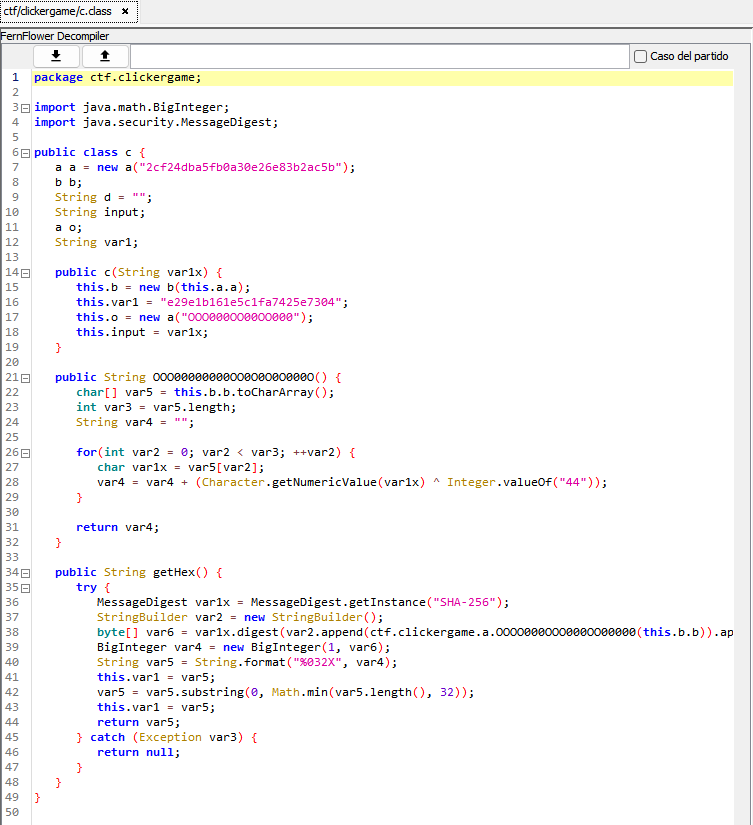 ctf/clickergame/c.class ×
FernFlower Decompiler
Caso del partido
1 package ctf.clickergame;
2
3 import java.math.BigInteger;
4 import java.security.MessageDigest;
5
6 public class c {
7 a a = new a("2cf24dba5fb0a30e26e83b2ac5b");
8 b b;
9 String d = "";
10 String input;
11 a o;
12 String var1;
13
14 public c(String var1x) {
15 this.b = new b(this.a.a);
16 this.var1 = "e29e1b161e5c1fa7425e7304";
17 this.o = new a("OOO000OO00OO000");
18 this.input = var1x;
19 }
20
21 public String OOO00000000OO0O0O0O000O() {
22 char[] var5 = this.b.b.toCharArray();
23 int var3 = var5.length;
24 String var4 = "";
25
26 for(int var2 = 0; var2 < var3; ++var2) {
27 char var1x = var5[var2];
28 var4 = var4 + (Character.getNumericValue(var1x) ^ Integer.valueOf("44"));
29 }
30
31 return var4;
32 }
33
34 public String getHex() {
35 try {
36 MessageDigest var1x = MessageDigest.getInstance("SHA-256");
37 StringBuilder var2 = new StringBuilder();
38 byte[] var6 = var1x.digest(var2.append(ctf.clickergame.a.OOOO000OOO000OO00000(this.b.b)).ap
39 BigInteger var4 = new BigInteger(1, var6);
40 String var5 = String.format("%032X", var4);
41 this.var1 = var5;
42 var5 = var5.substring(0, Math.min(var5.length(), 32));
43 this.var1 = var5;
44 return var5;
45 } catch (Exception var3) {
46 return null;
47 }
48 }
49 }
50